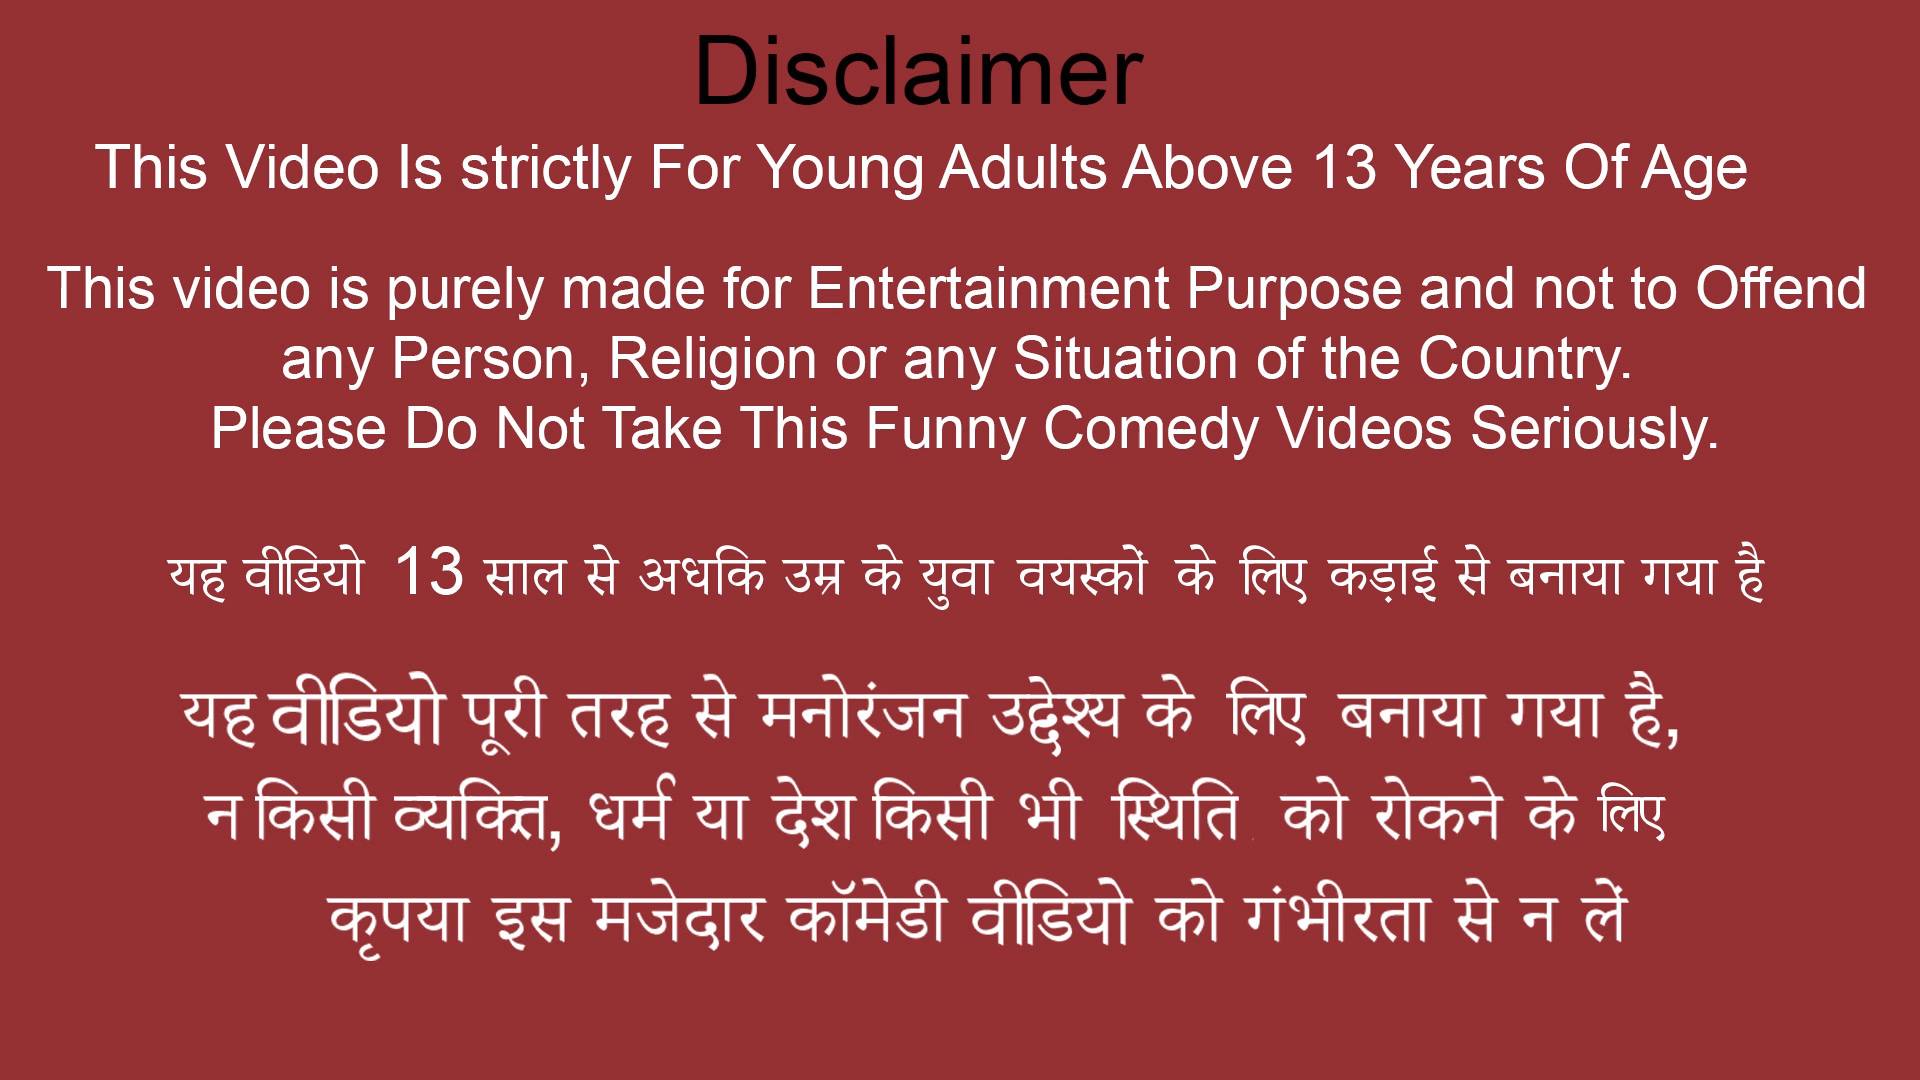 Disclaimer
This Video Is strictly For Young Adults Above 13 Years Of Age
This video is purely made for Entertainment Purpose and not to Offend
any Person, Religion or any Situation of the Country.
Please Do Not Take This Funny Comedy Videos Seriously.
यह वीडियो 13 साल से अधकि उम्र के युवा वयस्कों के लिए कड़ाई से बनाया गया है
यह वीडियो पूरी तरह से मनोरंजन उद्देश्य के लिए बनाया गया है,
न किसी व्यक्ति, धर्म या देश किसी भी स्थिति को रोकने के लिए
कृपया इस मजेदार कॉमेडी वीडियो को गंभीरता से न लें